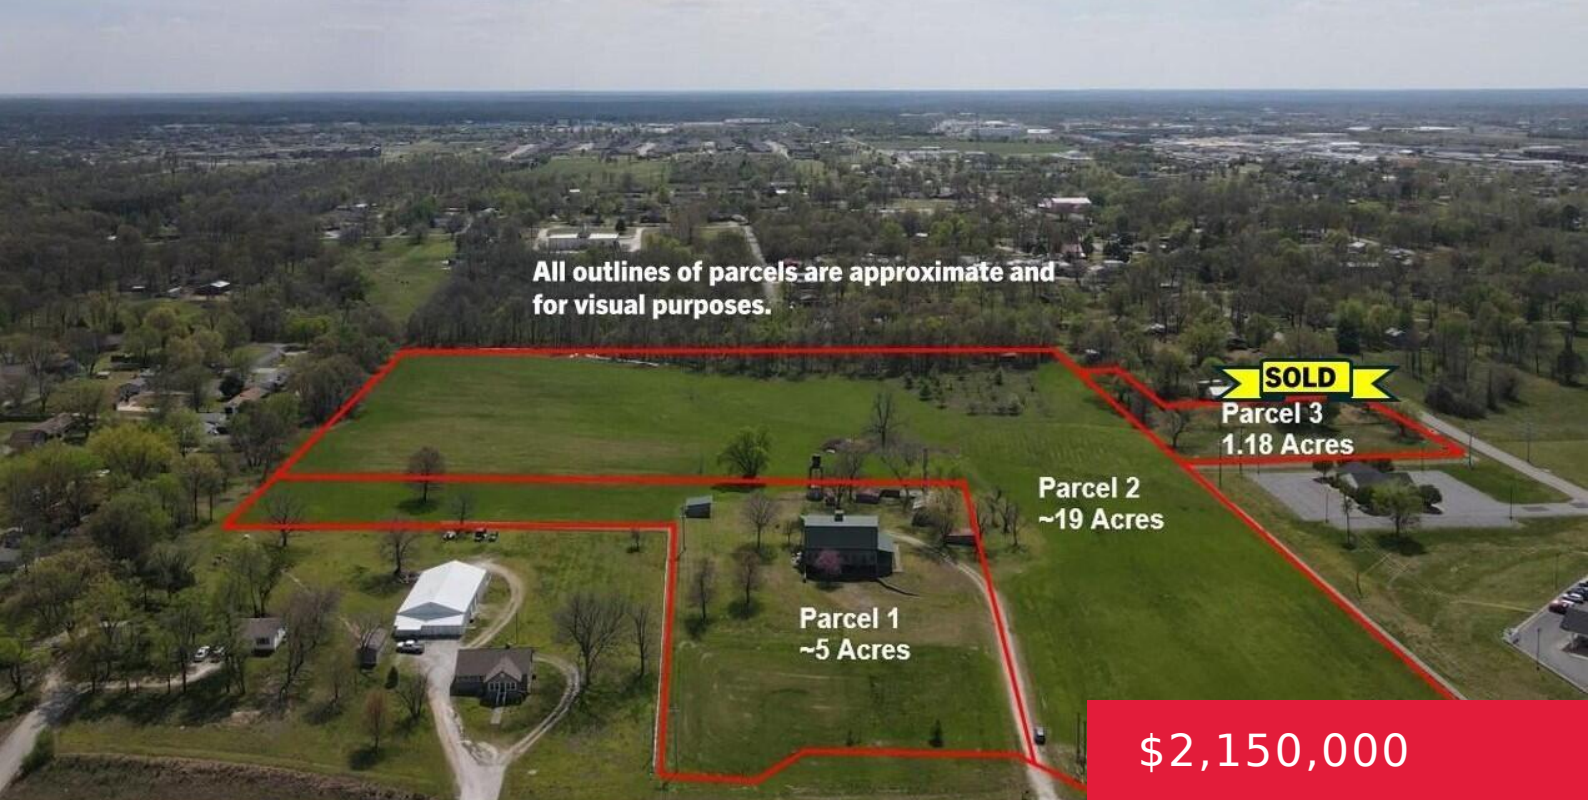 All outlines of parcels are approximate and
for visual purposes.
SOLD
Parcel 3
1.18 Acres
Parcel 2
~19 Acres
Parcel 1
~5 Acres
$2,150,000